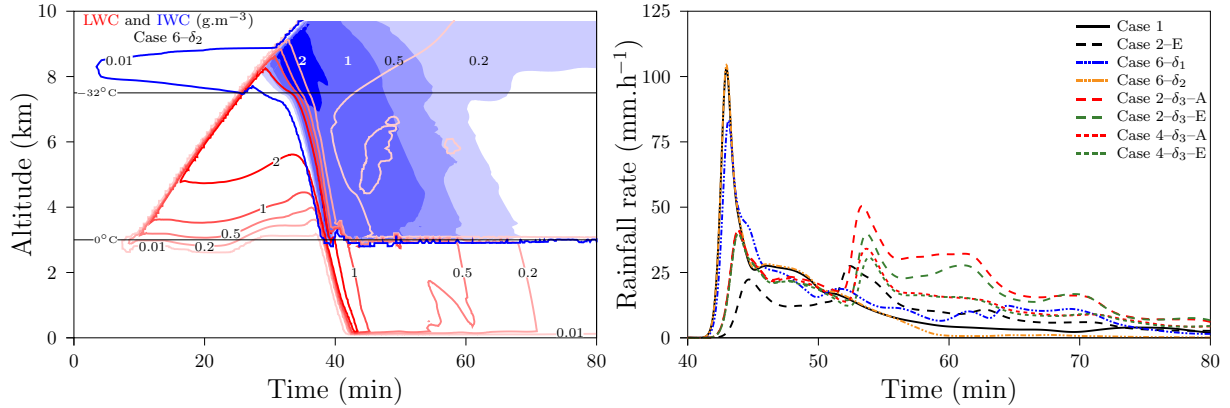 LWC and IWC (g.m−3)
Case 6–δ2
0.01
2
1
0.5
0.2
−32°C
2
1
0.5
0.2
0.01
0°C
1
0.5
0.2
0.01
10
8
6
4
2
0
Altitude (km)
0
20
40
60
80
Time (min)
125
100
75
50
25
0
Rainfall rate (mm.h−1)
Case 1
Case 2–E
Case 6–δ1
Case 6–δ2
Case 2–δ3–A
Case 2–δ3–E
Case 4–δ3–A
Case 4–δ3–E
40
50
60
70
80
Time (min)